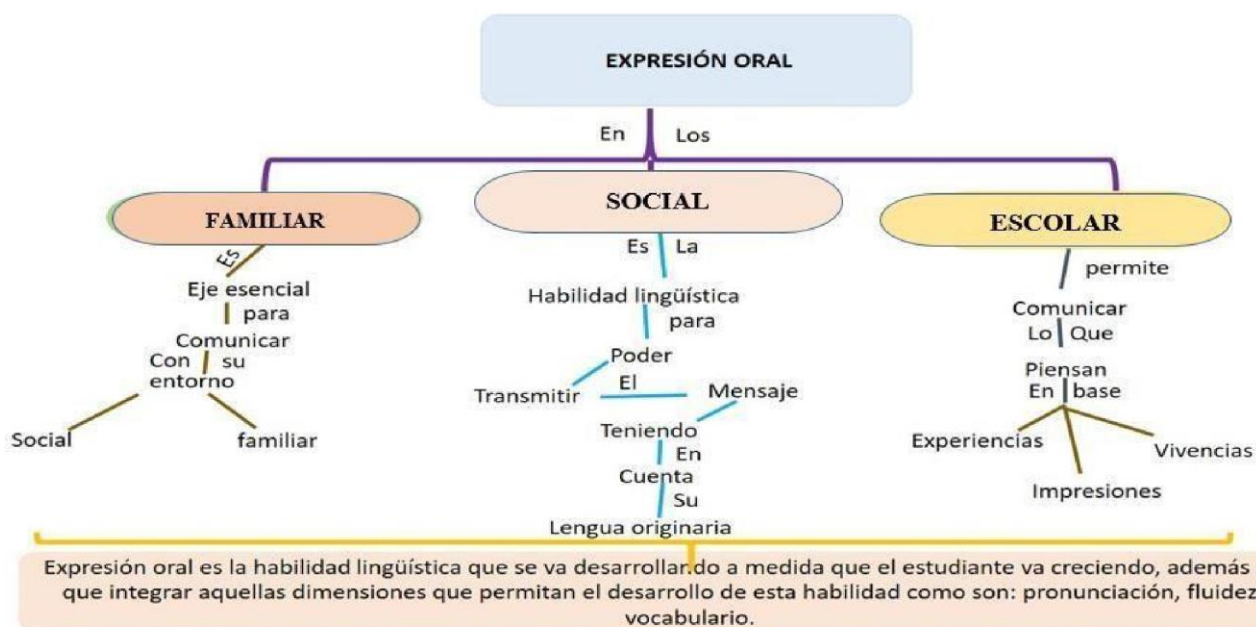 EXPRESIÓN ORAL
En Los
FAMILIAR
Es
Eje esencial
para
Comunicar
Con su
entorno
Social familiar
SOCIAL
Es La
Habilidad lingüística
para
Poder
Transmitir El Mensaje
Teniendo
En
Cuenta
Su
Lengua originaria
ESCOLAR
permite
Comunicar
Lo Que
Piensan
En base
Experiencias Vivencias
Impresiones
Expresión oral es la habilidad lingüística que se va desarrollando a medida que el estudiante va creciendo, además
que integrar aquellas dimensiones que permitan el desarrollo de esta habilidad como son: pronunciación, fluidez
vocabulario.